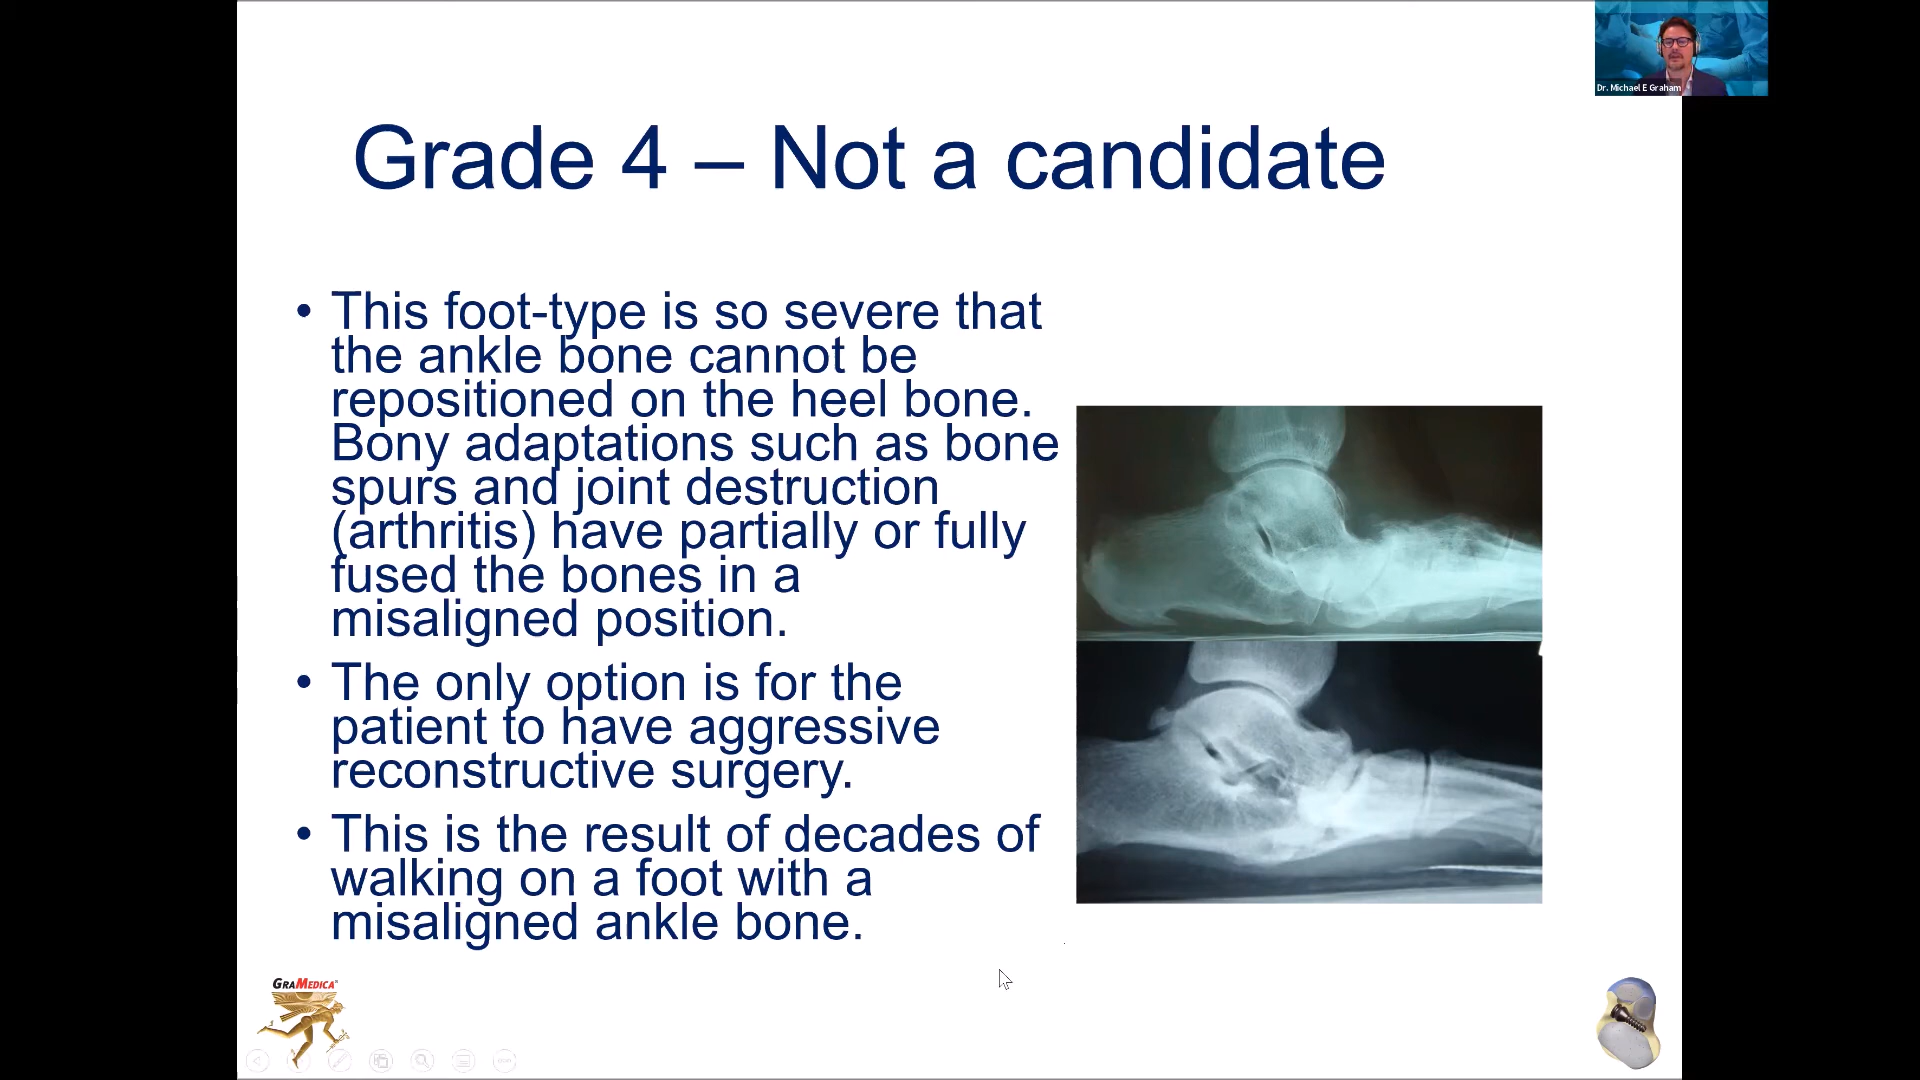 Dr. Michael E Graham
Grade 4 – Not a candidate
• This foot-type is so severe that
the ankle bone cannot be
repositioned on the heel bone.
Bony adaptations such as bone
spurs and joint destruction
(arthritis) have partially or fully
fused the bones in a
misaligned position.
• The only option is for the
patient to have aggressive
reconstructive surgery.
• This is the result of decades of
walking on a foot with a
misaligned ankle bone.
GRAMEDICA®